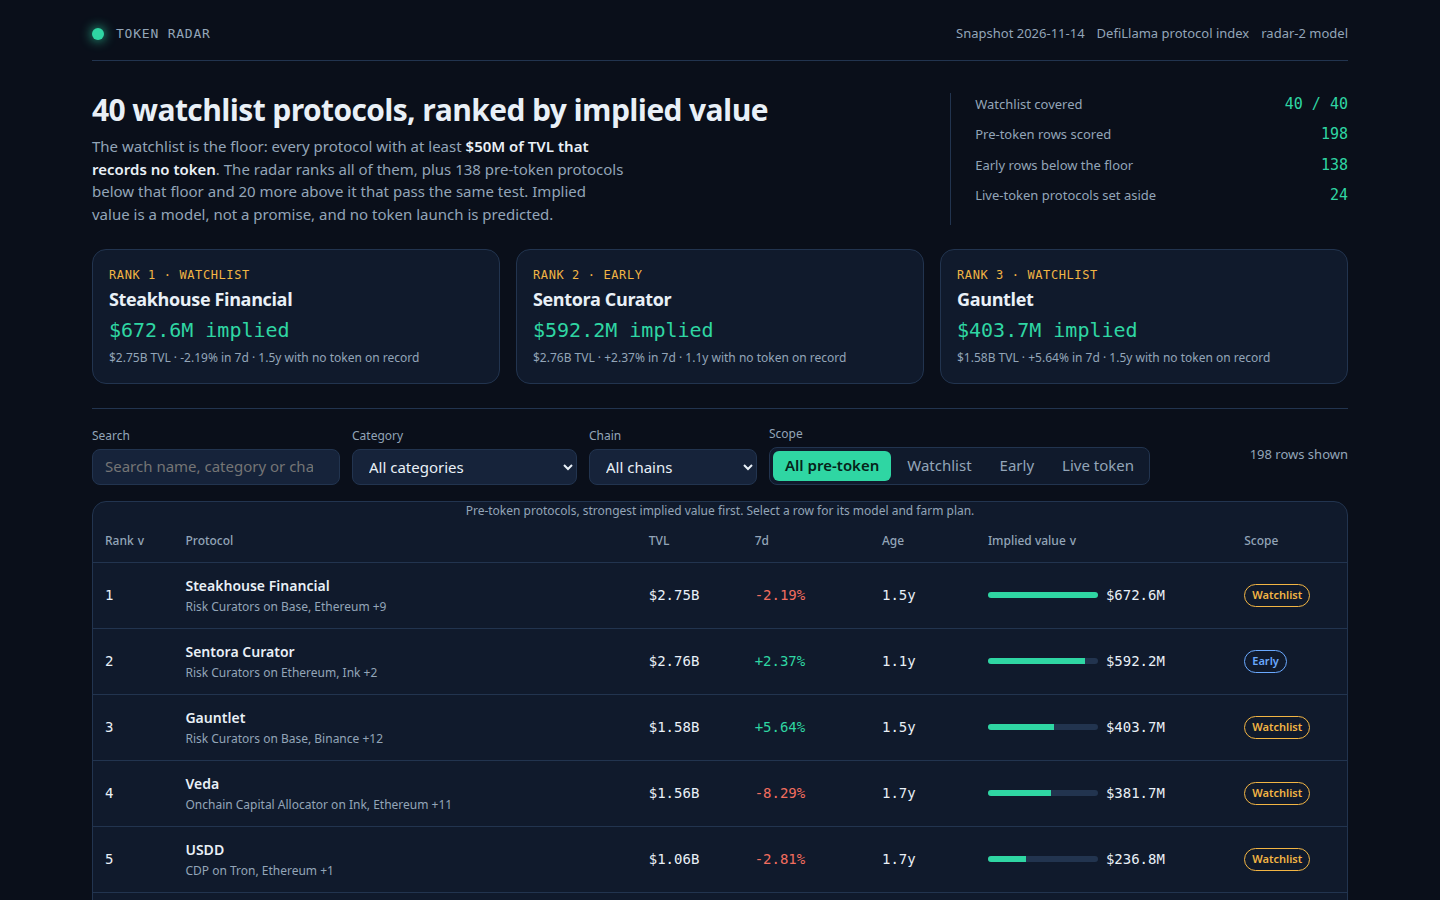 TOKEN RADAR
Snapshot 2026-11-14 DefiLlama protocol index radar-2 model
40 watchlist protocols, ranked by implied value
The watchlist is the floor: every protocol with at least $50M of TVL that
records no token. The radar ranks all of them, plus 138 pre-token protocols
below that floor and 20 more above it that pass the same test. Implied
value is a model, not a promise, and no token launch is predicted.
Watchlist covered 40 / 40
Pre-token rows scored 198
Early rows below the floor 138
Live-token protocols set aside 24
RANK 1 · WATCHLIST
Steakhouse Financial
$672.6M implied
$2.75B TVL · -2.19% in 7d · 1.5y with no token on record
RANK 2 · EARLY
Sentora Curator
$592.2M implied
$2.76B TVL · +2.37% in 7d · 1.1y with no token on record
RANK 3 · WATCHLIST
Gauntlet
$403.7M implied
$1.58B TVL · +5.64% in 7d · 1.5y with no token on record
Search Category Chain Scope
Search name, category or cha All categories All chains All pre-token Watchlist Early Live token 198 rows shown
Pre-token protocols, strongest implied value first. Select a row for its model and farm plan.
Rank v Protocol TVL 7d Age Implied value v Scope
1 Steakhouse Financial $2.75B -2.19% 1.5y $672.6M Watchlist
Risk Curators on Base, Ethereum +9
2 Sentora Curator $2.76B +2.37% 1.1y $592.2M Early
Risk Curators on Ethereum, Ink +2
3 Gauntlet $1.58B +5.64% 1.5y $403.7M Watchlist
Risk Curators on Base, Binance +12
4 Veda $1.56B -8.29% 1.7y $381.7M Watchlist
Onchain Capital Allocator on Ink, Ethereum +11
5 USDD $1.06B -2.81% 1.7y $236.8M Watchlist
CDP on Tron, Ethereum +1